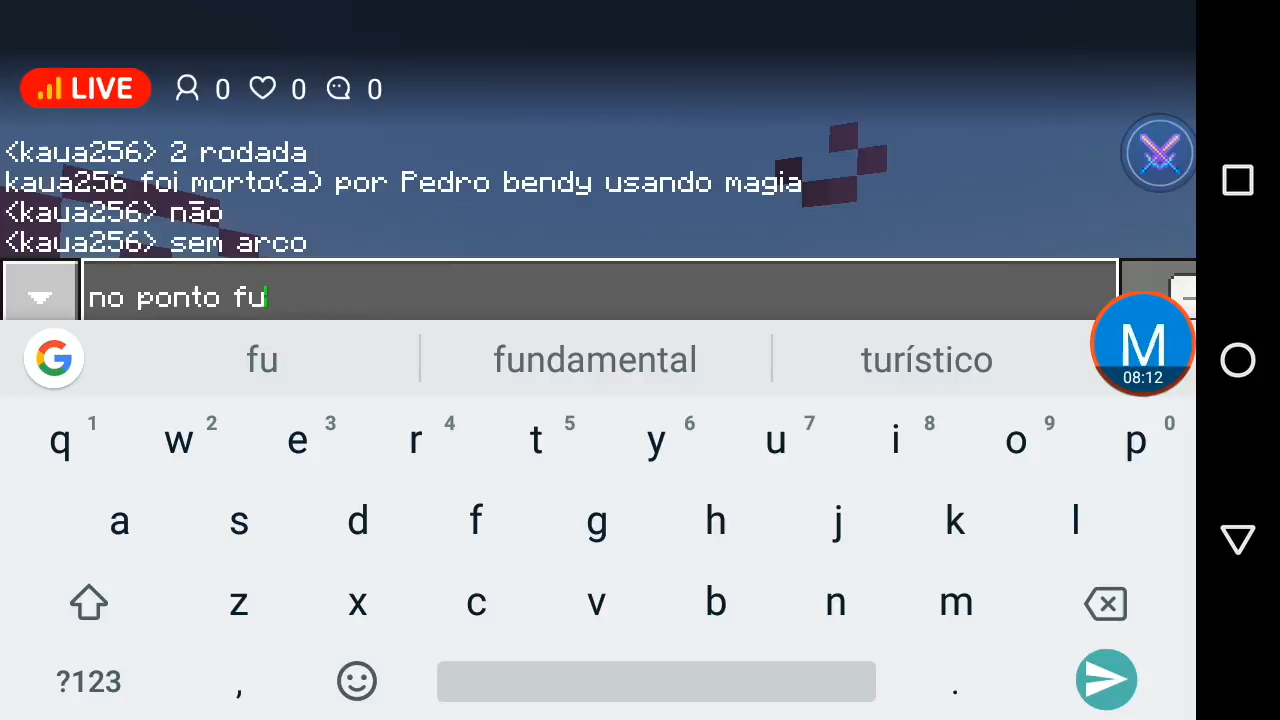 LIVE 0 0 0
<kaua256> 2 rodada
kaua256 foi morto(a) por Pedro bendy usando magia
<kaua256> não
<kaua256> sem arco
no ponto fu
fu fundamental turístico
M
08:12
q 1 w 2 e 3 r 4 t 5 y 6 u 7 i 8 o 9 p 0
a s d f g h j k l
z x c v b n m
?123 , .